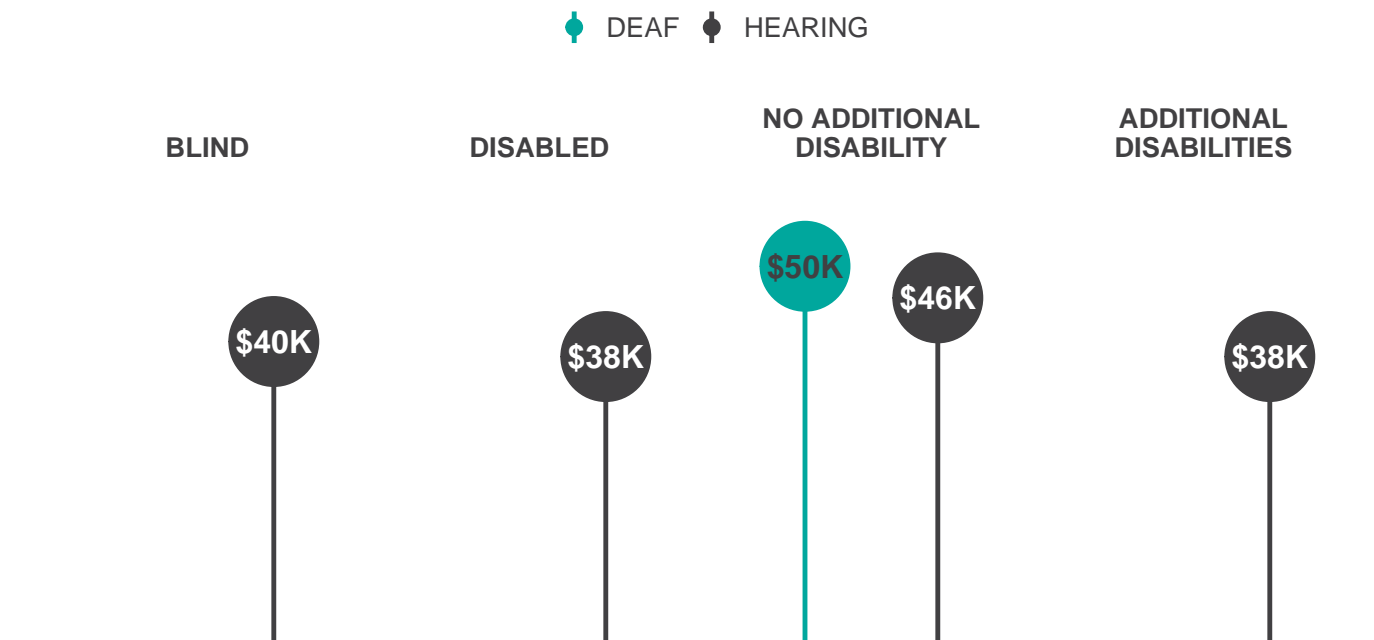 DEAF HEARING
BLIND
DISABLED
NO ADDITIONAL
DISABILITY
ADDITIONAL
DISABILITIES
$40K
$38K
$50K
$46K
$38K